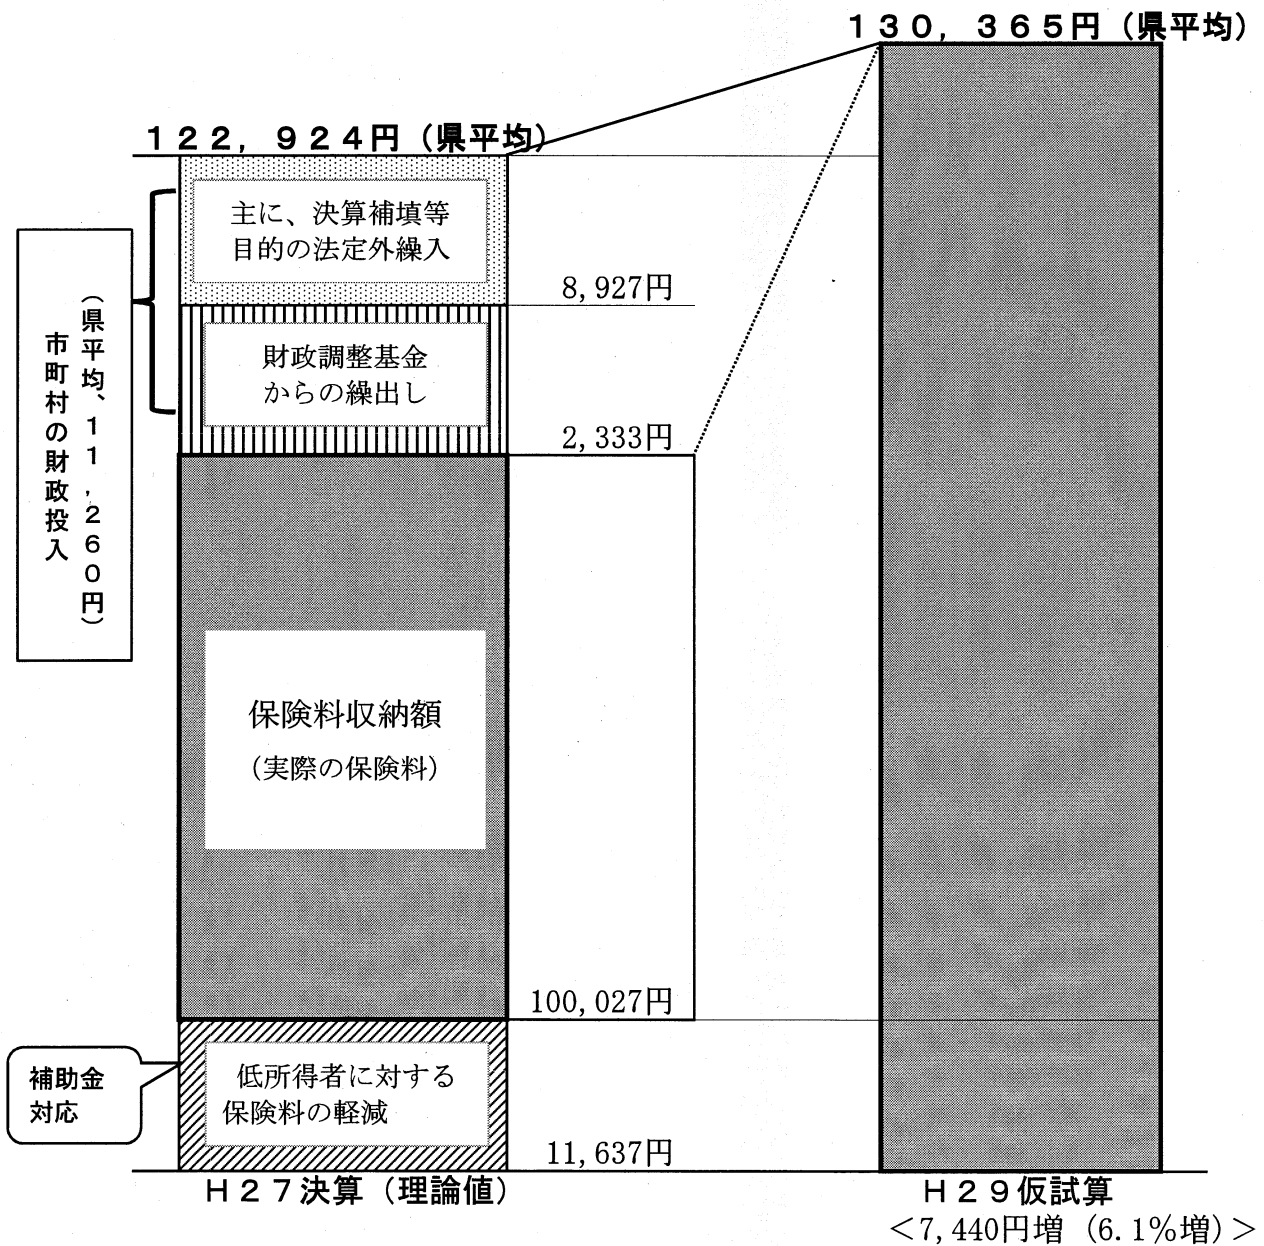 １３０，３６５円（県平均）
１２２，９２４円（県平均）
主に、決算補填等
目的の法定外繰入
8,927円
財政調整基金
からの繰出し
2,333円
市町村の財政投入
（県平均、１１，２６０円）
保険料収納額
（実際の保険料）
100,027円
補助金
対応
低所得者に対する
保険料の軽減
11,637円
Ｈ２７決算（理論値）
Ｈ２９仮試算
＜7,440円増（6.1％増）＞